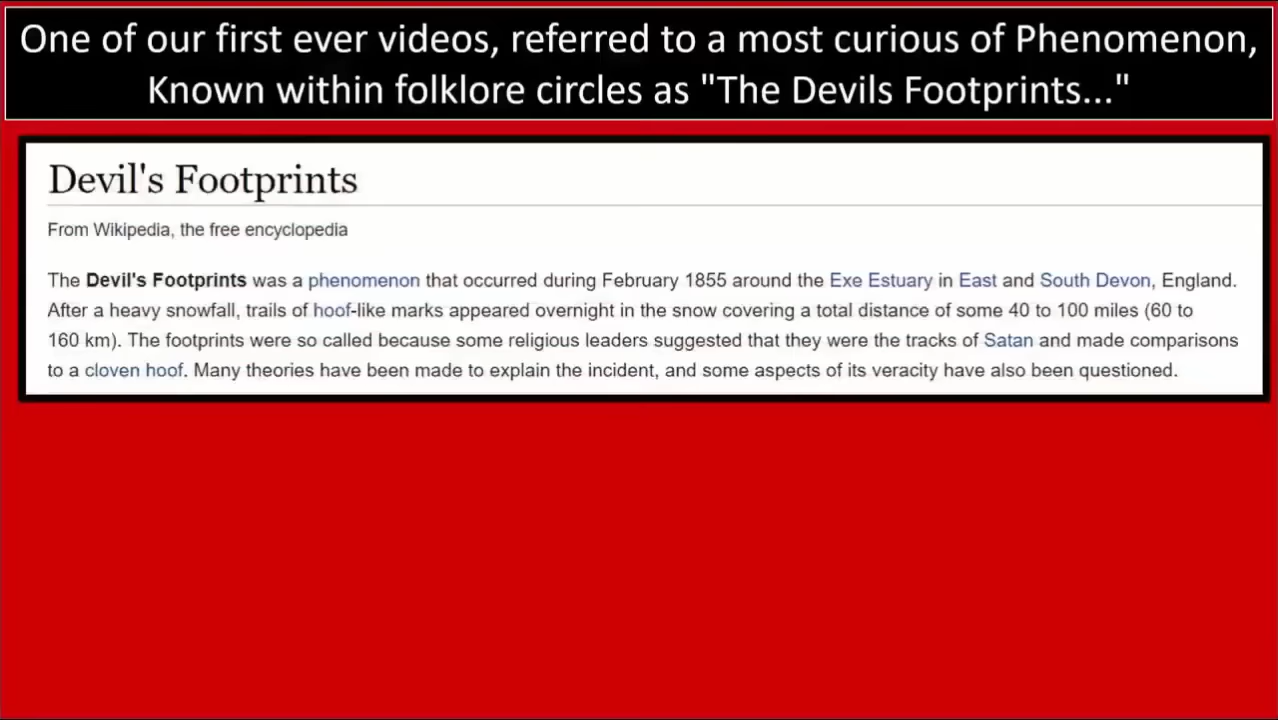 One of our first ever videos, referred to a most curious of Phenomenon,
Known within folklore circles as "The Devils Footprints..."
Devil's Footprints
From Wikipedia, the free encyclopedia
The Devil's Footprints was a phenomenon that occurred during February 1855 around the Exe Estuary in East and South Devon, England.
After a heavy snowfall, trails of hoof-like marks appeared overnight in the snow covering a total distance of some 40 to 100 miles (60 to
160 km). The footprints were so called because some religious leaders suggested that they were the tracks of Satan and made comparisons
to a cloven hoof. Many theories have been made to explain the incident, and some aspects of its veracity have also been questioned.